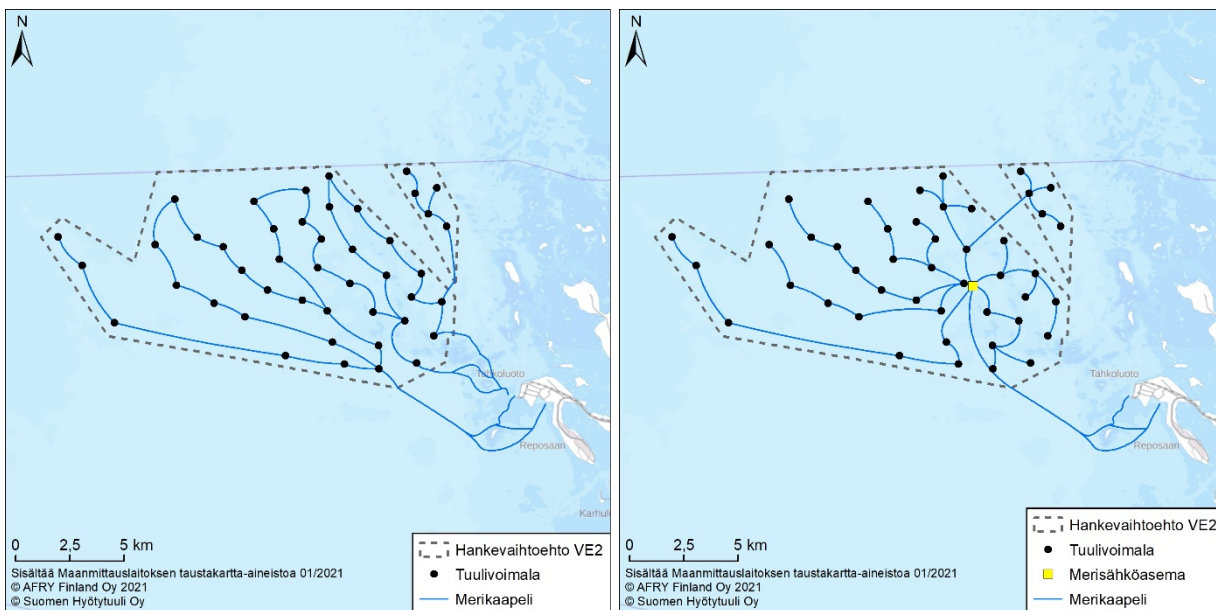 N
Tahkoluoto
Reposaari
0 2,5 5 km
Sisältää Maanmittauslaitoksen taustakartta-aineistoa 01/2021
© AFRY Finland Oy 2021
© Suomen Hyötytuuli Oy
Hankevaihtoehto VE2
Tuulivoimala
Merikaapeli
N
Tahkoluoto
Reposaari
0 2,5 5 km
Sisältää Maanmittauslaitoksen taustakartta-aineistoa 01/2021
© AFRY Finland Oy 2021
© Suomen Hyötytuuli Oy
Hankevaihtoehto VE2
Tuulivoimala
Merisähköasema
Merikaapeli